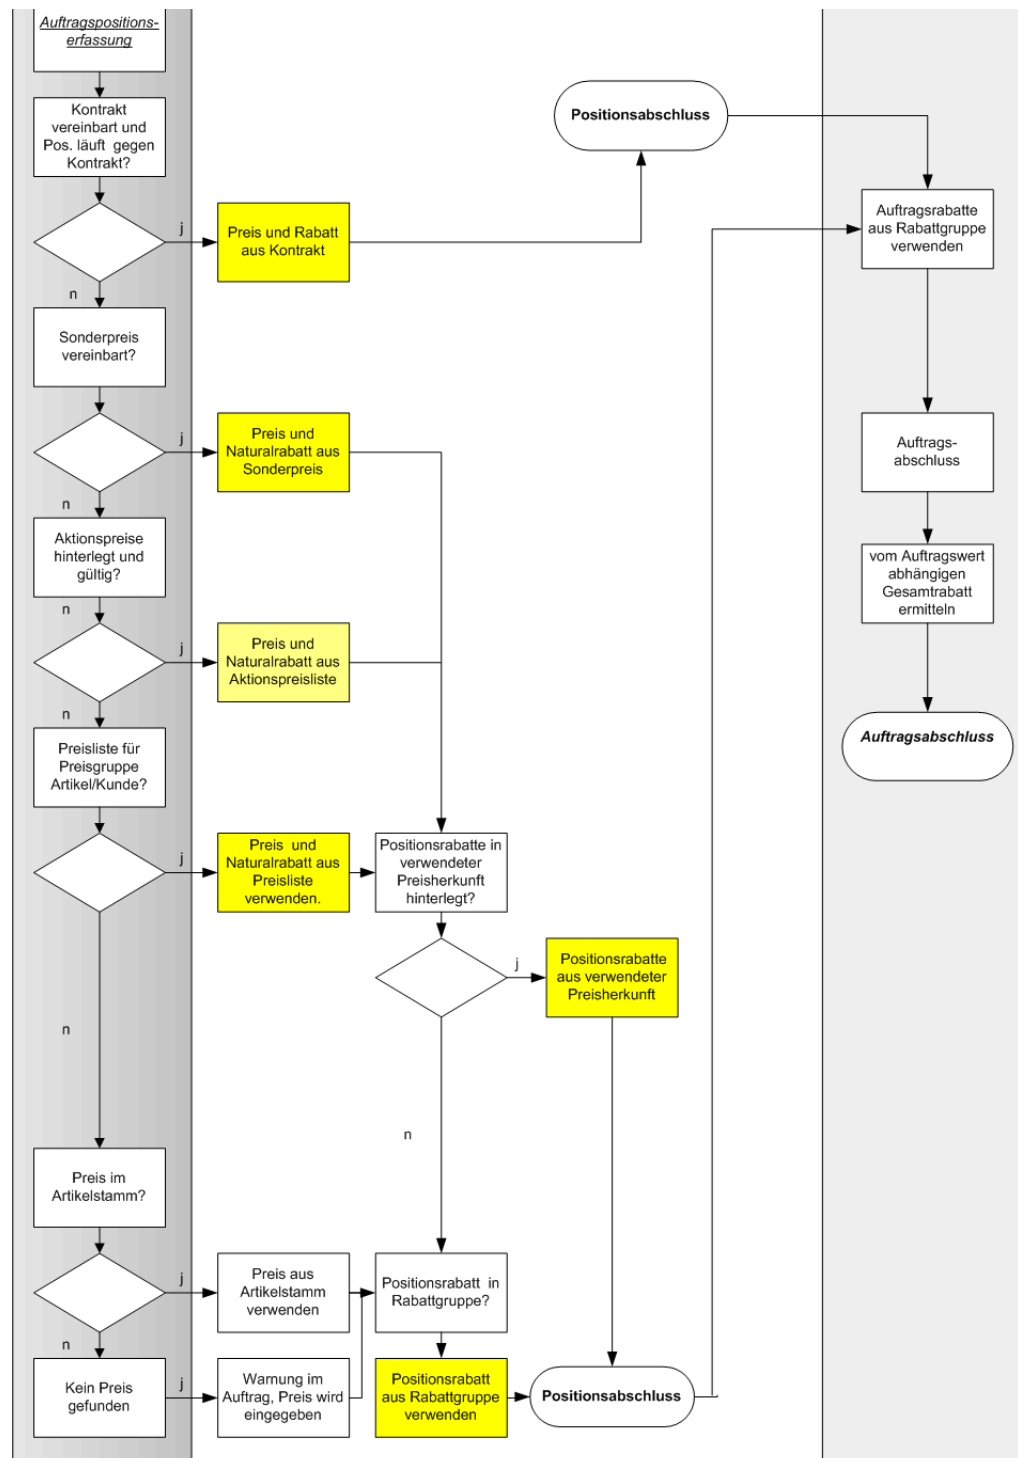 Auftragspositions-
erfassung
Kontrakt
vereinbart und
Pos. läuft gegen
Kontrakt?
j
Preis und Rabatt
aus Kontrakt
Positionsabschluss
Auftragsrabatte
aus Rabattgruppe
verwenden
n
Sonderpreis
vereinbart?
j
Preis und
Naturalrabatt aus
Sonderpreis
Auftrags-
abschluss
n
Aktionspreise
hinterlegt und
gültig?
vom Auftragswert
abhängigen
Gesamtrabatt
ermitteln
n
j
Preis und
Naturalrabatt aus
Aktionspreisliste
n
Auftragsabschluss
Preisliste für
Preisgruppe
Artikel/Kunde?
j
Preis und
Naturalrabatt aus
Preisliste
verwenden.
Positionsrabatte in
verwendeter
Preisherkunft
hinterlegt?
j
Positionsrabatte
aus verwendeter
Preisherkunft
n
n
Preis im
Artikelstamm?
j
Preis aus
Artikelstamm
verwenden
Positionsrabatt in
Rabattgruppe?
n
Kein Preis
gefunden
j
Warnung im
Auftrag, Preis wird
eingegeben
Positionsrabatt
aus Rabattgruppe
verwenden
Positionsabschluss